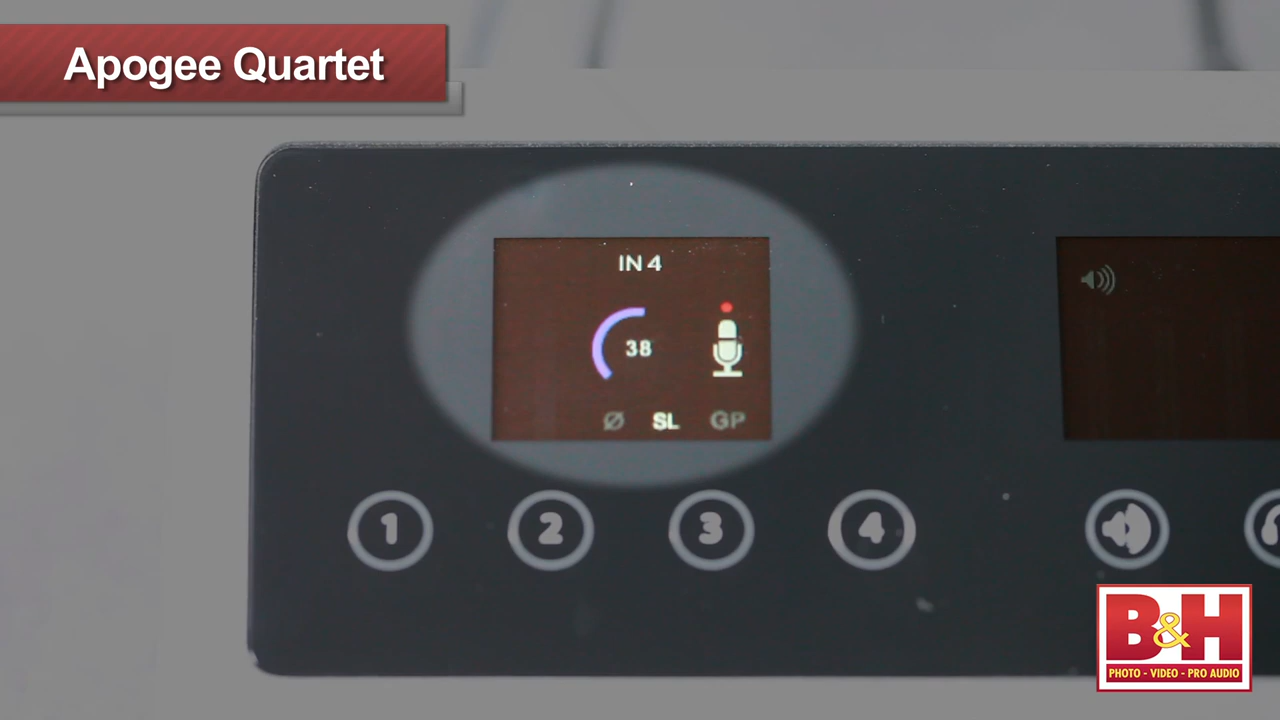 Apogee Quartet
IN 4
38
Ø SL GP
1 2 3 4
B&H
PHOTO - VIDEO - PRO AUDIO